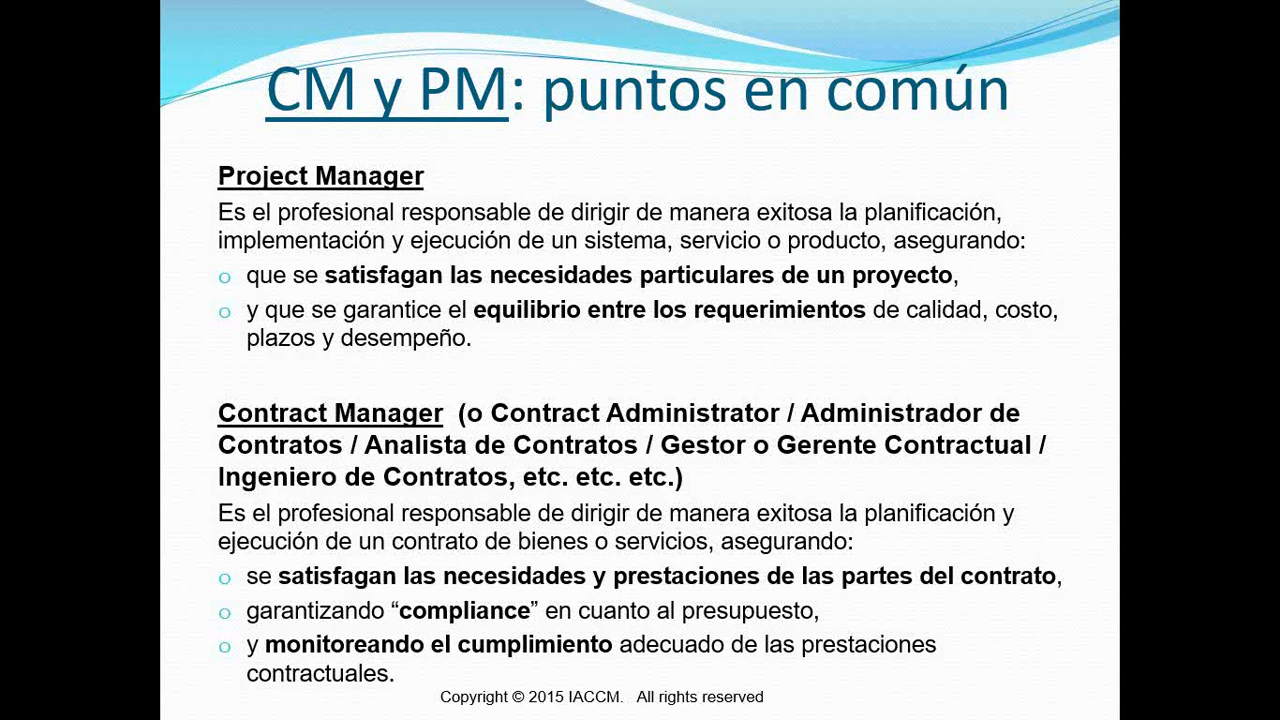 CM y PM: puntos en común
Project Manager
Es el profesional responsable de dirigir de manera exitosa la planificación,
implementación y ejecución de un sistema, servicio o producto, asegurando:
o que se satisfagan las necesidades particulares de un proyecto,
o y que se garantice el equilibrio entre los requerimientos de calidad, costo,
plazos y desempeño.
Contract Manager (o Contract Administrator / Administrador de
Contratos / Analista de Contratos / Gestor o Gerente Contractual /
Ingeniero de Contratos, etc. etc. etc.)
Es el profesional responsable de dirigir de manera exitosa la planificación y
ejecución de un contrato de bienes o servicios, asegurando:
o se satisfagan las necesidades y prestaciones de las partes del contrato,
o garantizando “compliance” en cuanto al presupuesto,
o y monitoreando el cumplimiento adecuado de las prestaciones
contractuales.
Copyright © 2015 IACCM. All rights reserved